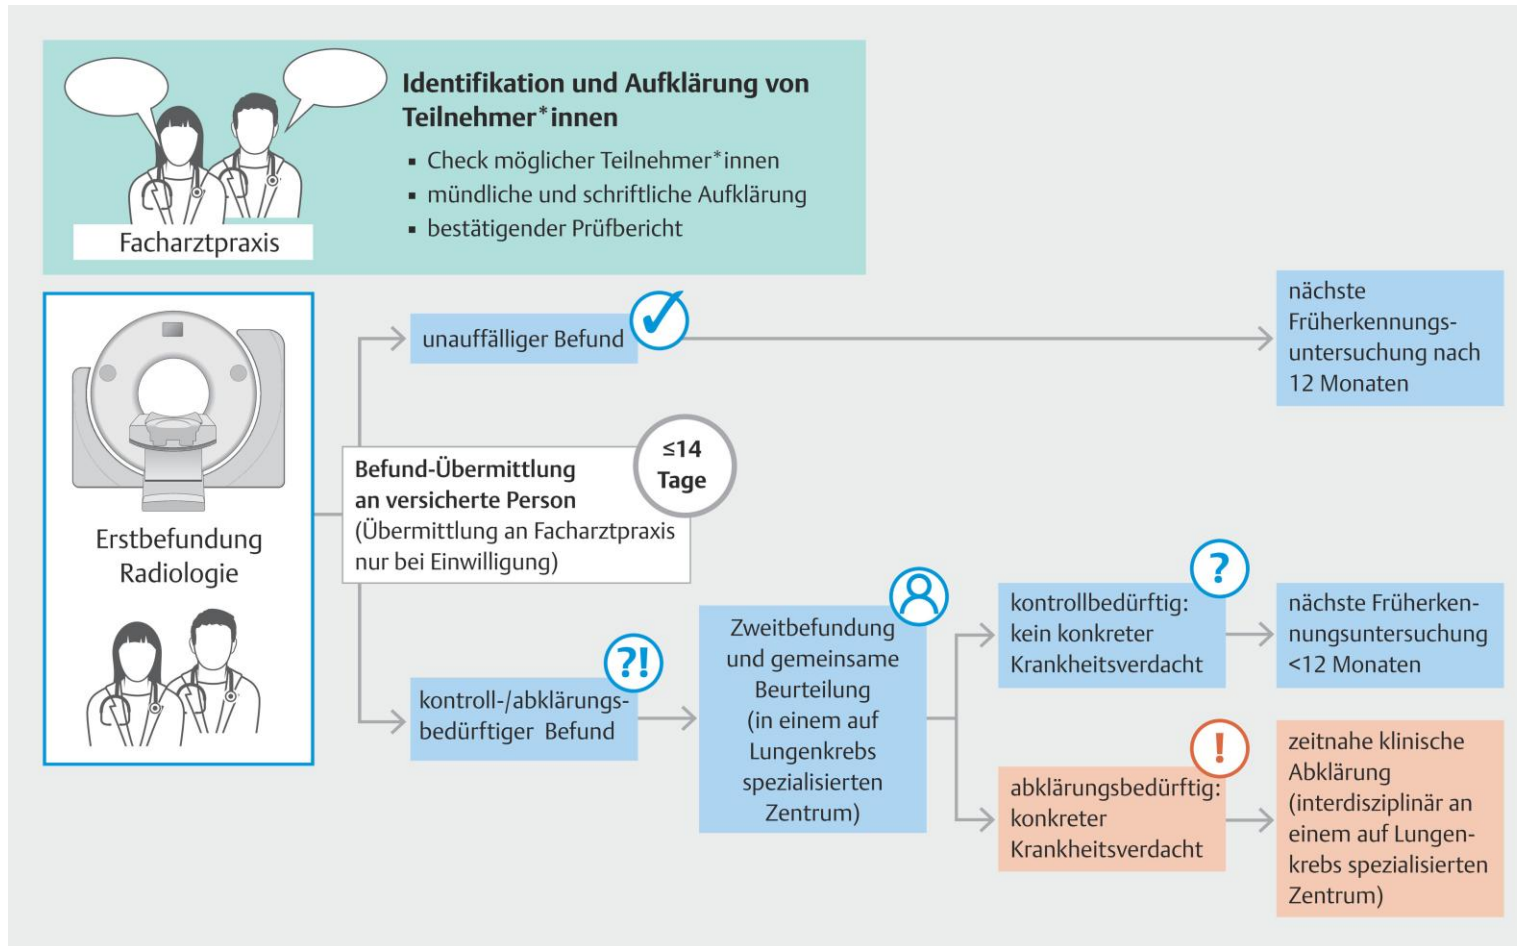 Identifikation und Aufklärung von
Teilnehmer*innen
▪ Check möglicher Teilnehmer*innen
▪ mündliche und schriftliche Aufklärung
▪ bestätigender Prüfbericht
Facharztpraxis
Erstbefundung
Radiologie
unauffälliger Befund
nächste
Früherkennungs-
untersuchung nach
12 Monaten
Befund-Übermittlung
an versicherte Person
(Übermittlung an Facharztpraxis
nur bei Einwilligung)
≤14
Tage
?!
kontroll-/abklärungs-
bedürftiger Befund
Zweitbefundung
und gemeinsame
Beurteilung
(in einem auf
Lungenkrebs
spezialisierten
Zentrum)
?
kontrollbedürftig:
kein konkreter
Krankheitsverdacht
nächste Früherken-
nungsuntersuchung
<12 Monaten
!
abklärungsbedürftig:
konkreter
Krankheitsverdacht
zeitnahe klinische
Abklärung
(interdisziplinär an
einem auf Lungen-
krebs spezialisierten
Zentrum)